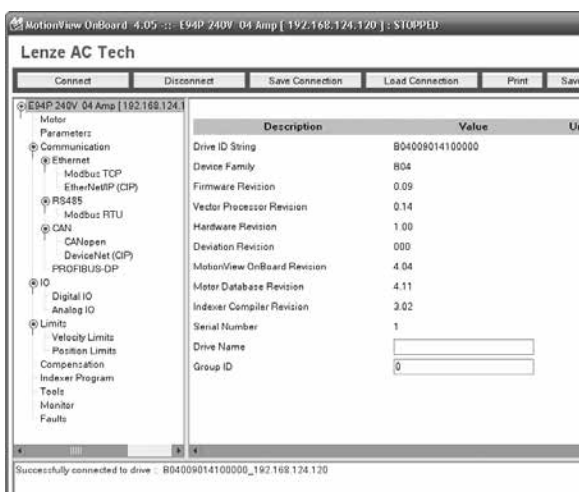 MotionView OnBoard 4.05 -::- E94P 240V 04 Amp [ 192.168.124.120 ] : STOPPED
Lenze AC Tech
Connect Disconnect Save Connection Load Connection Print
E94P 240V 04 Amp [192.168.124.1
Motor
Parameters
Communication
Ethernet
Modbus TCP
EtherNet/IP (CIP)
RS485
Modbus RTU
CAN
CANopen
DeviceNet (CIP)
PROFIBUS-DP
IO
Digital IO
Analog IO
Limits
Velocity Limits
Position Limits
Compensation
Indexer Program
Tools
Monitor
Faults
Description Value
Drive ID String B04009014100000
Device Family B04
Firmware Revision 0.09
Vector Processor Revision 0.14
Hardware Revision 1.00
Deviation Revision 000
MotionView OnBoard Revision 4.04
Motor Database Revision 4.11
Indexer Compiler Revision 3.02
Serial Number 1
Drive Name
Group ID 0
Successfully connected to drive : B04009014100000_192.168.124.120